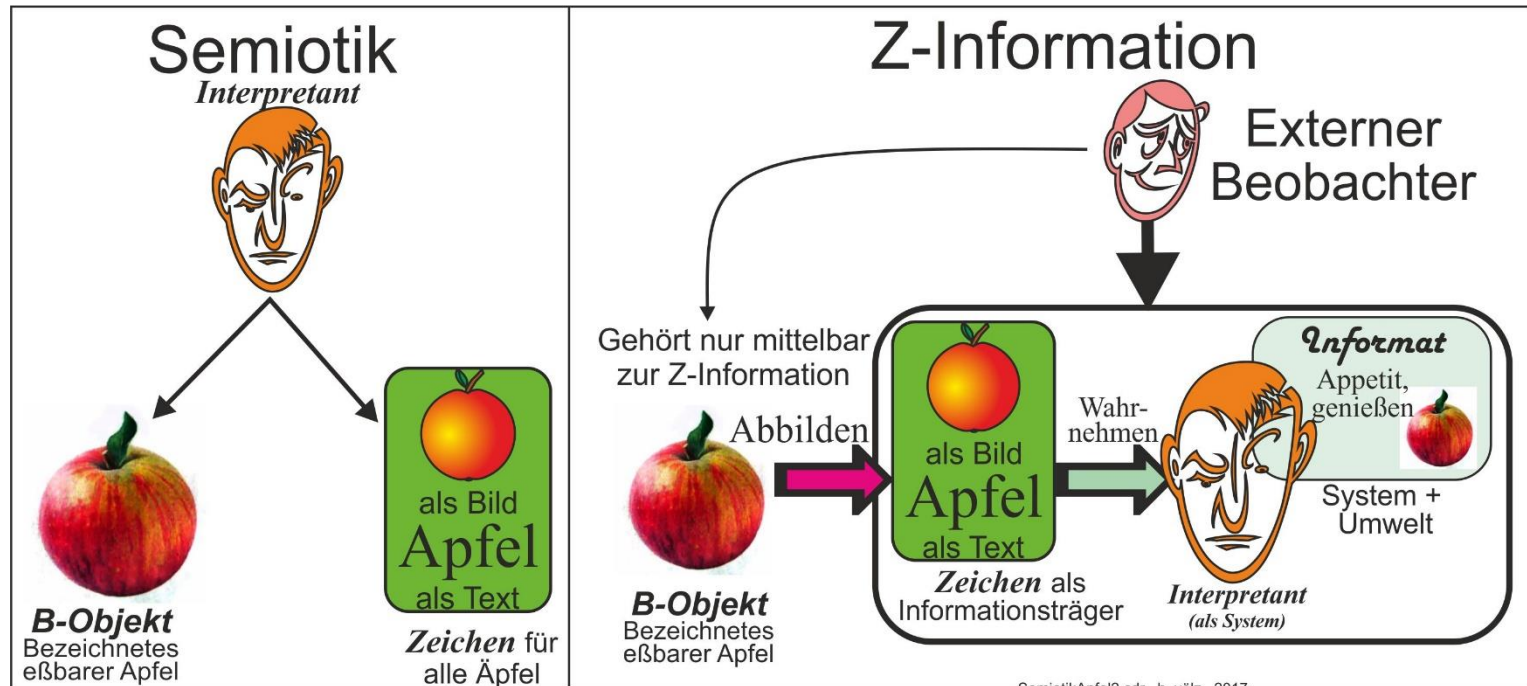 Semiotik
Interpretant
B-Objekt
Bezeichnetes
eßbarer Apfel
als Bild
Apfel
als Text
Zeichen für
alle Äpfel
Z-Information
Externer
Beobachter
Gehört nur mittelbar
zur Z-Information
B-Objekt
Bezeichnetes
eßbarer Apfel
Abbilden
als Bild
Apfel
als Text
Zeichen als
Informationsträger
Wahr-
nehmen
Interpretant
(als System)
Informat
Appetit,
genießen
System +
Umwelt